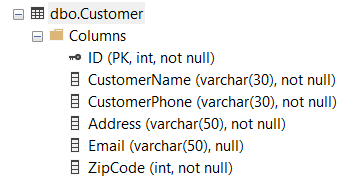 dbo.Customer
Columns
ID (PK, int, not null)
CustomerName (varchar(30), not null)
CustomerPhone (varchar(30), not null)
Address (varchar(50), not null)
Email (varchar(50), null)
ZipCode (int, not null)